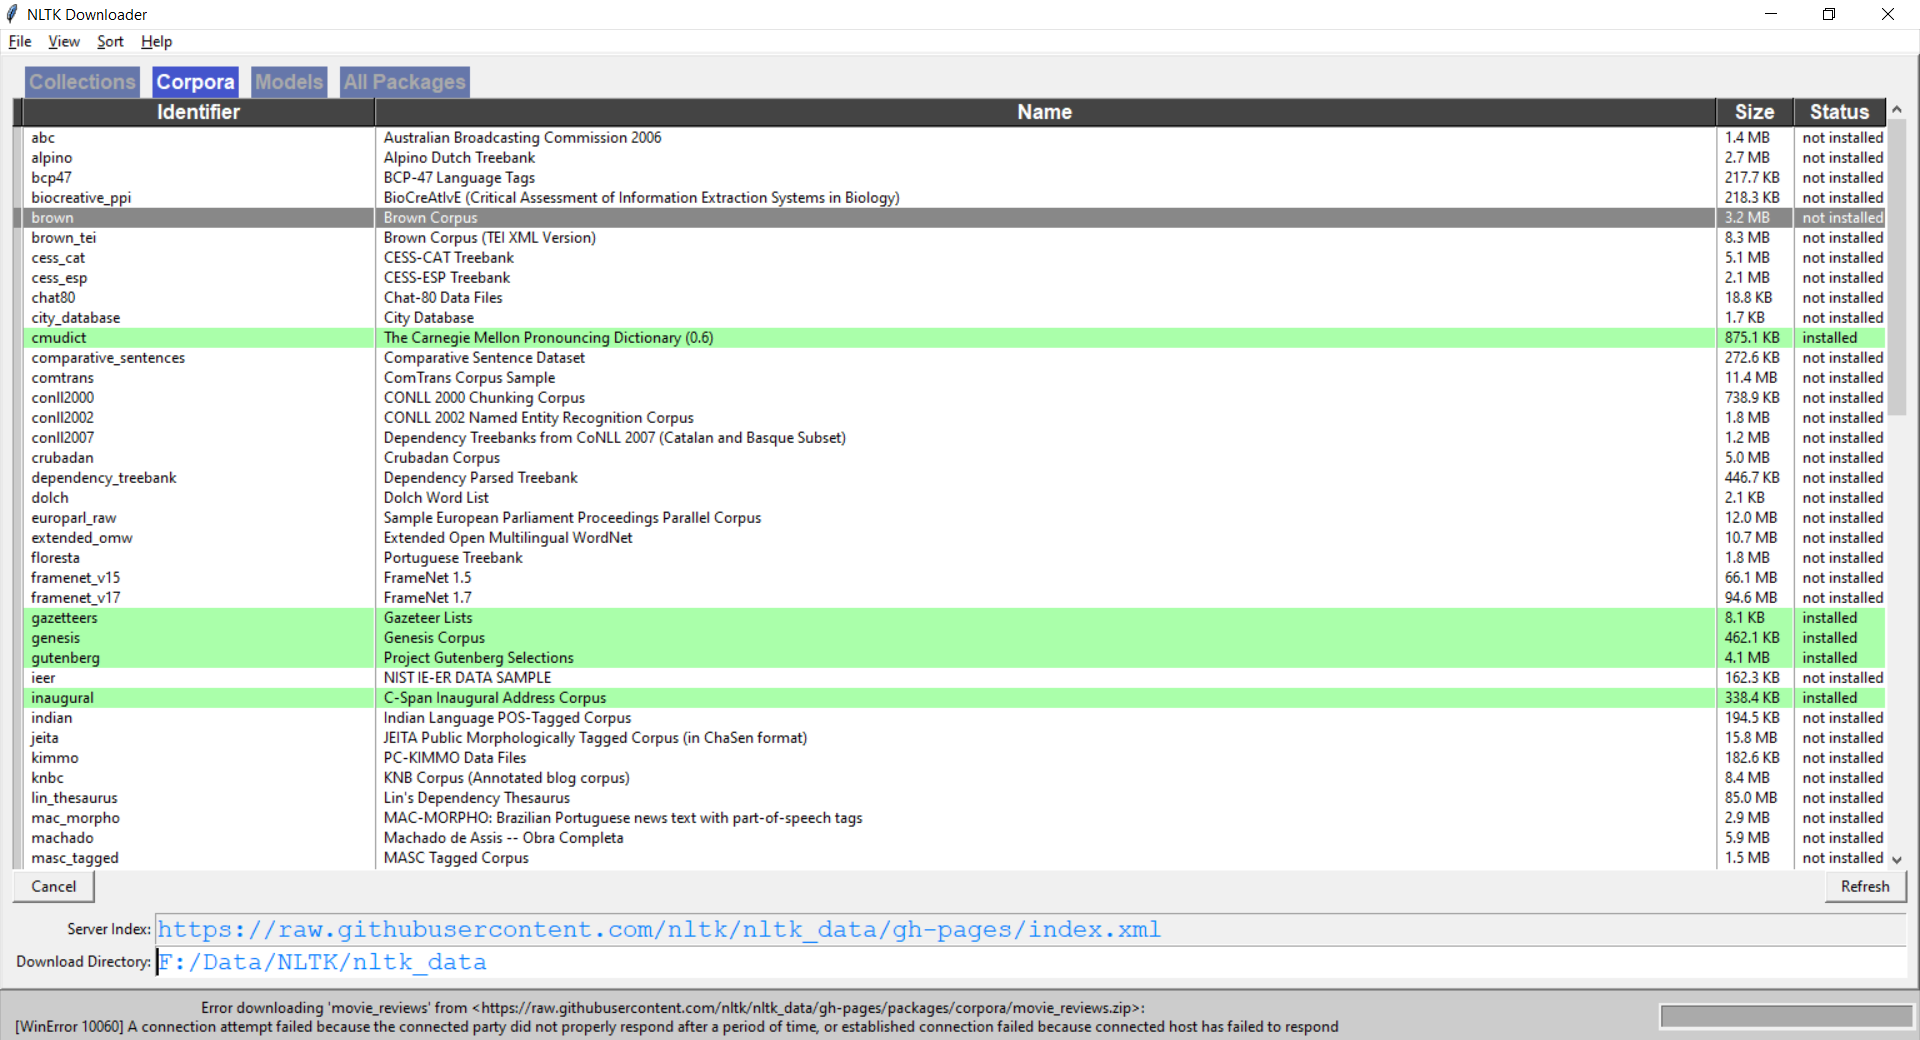 NLTK Downloader
File View Sort Help
Collections Corpora Models All Packages
Identifier Name Size Status
abc Australian Broadcasting Commission 2006 1.4 MB not installed
alpino Alpino Dutch Treebank 2.7 MB not installed
bcp47 BCP-47 Language Tags 217.7 KB not installed
biocreative_ppi BioCreAtIvE (Critical Assessment of Information Extraction Systems in Biology) 218.3 KB not installed
brown Brown Corpus 3.2 MB not installed
brown_tei Brown Corpus (TEI XML Version) 8.3 MB not installed
cess_cat CESS-CAT Treebank 5.1 MB not installed
cess_esp CESS-ESP Treebank 2.1 MB not installed
chat80 Chat-80 Data Files 18.8 KB not installed
city_database City Database 1.7 KB not installed
cmudict The Carnegie Mellon Pronouncing Dictionary (0.6) 875.1 KB installed
comparative_sentences Comparative Sentence Dataset 272.6 KB not installed
comtrans ComTrans Corpus Sample 11.4 MB not installed
conll2000 CONLL 2000 Chunking Corpus 738.9 KB not installed
conll2002 CONLL 2002 Named Entity Recognition Corpus 1.8 MB not installed
conll2007 Dependency Treebanks from CoNLL 2007 (Catalan and Basque Subset) 1.2 MB not installed
crubadan Crubadan Corpus 5.0 MB not installed
dependency_treebank Dependency Parsed Treebank 446.7 KB not installed
dolch Dolch Word List 2.1 KB not installed
europarl_raw Sample European Parliament Proceedings Parallel Corpus 12.0 MB not installed
extended_omw Extended Open Multilingual WordNet 10.7 MB not installed
floresta Portuguese Treebank 1.8 MB not installed
framenet_v15 FrameNet 1.5 66.1 MB not installed
framenet_v17 FrameNet 1.7 94.6 MB not installed
gazetteers Gazeteer Lists 8.1 KB installed
genesis Genesis Corpus 462.1 KB installed
gutenberg Project Gutenberg Selections 4.1 MB installed
ieer NIST IE-ER DATA SAMPLE 162.3 KB not installed
inaugural C-Span Inaugural Address Corpus 338.4 KB installed
indian Indian Language POS-Tagged Corpus 194.5 KB not installed
jeita JEITA Public Morphologically Tagged Corpus (in ChaSen format) 15.8 MB not installed
kimmo PC-KIMMO Data Files 182.6 KB not installed
knbc KNB Corpus (Annotated blog corpus) 8.4 MB not installed
lin_thesaurus Lin's Dependency Thesaurus 85.0 MB not installed
mac_morpho MAC-MORPHO: Brazilian Portuguese news text with part-of-speech tags 2.9 MB not installed
machado Machado de Assis -- Obra Completa 5.9 MB not installed
masc_tagged MASC Tagged Corpus 1.5 MB not installed
Cancel Refresh
Server Index: https://raw.githubusercontent.com/nltk/nltk_data/gh-pages/index.xml
Download Directory: F:/Data/NLTK/nltk_data
Error downloading 'movie_reviews' from <https://raw.githubusercontent.com/nltk/nltk_data/gh-pages/packages/corpora/movie_reviews.zip>:
[WinError 10060] A connection attempt failed because the connected party did not properly respond after a period of time, or established connection failed because connected host has failed to respond